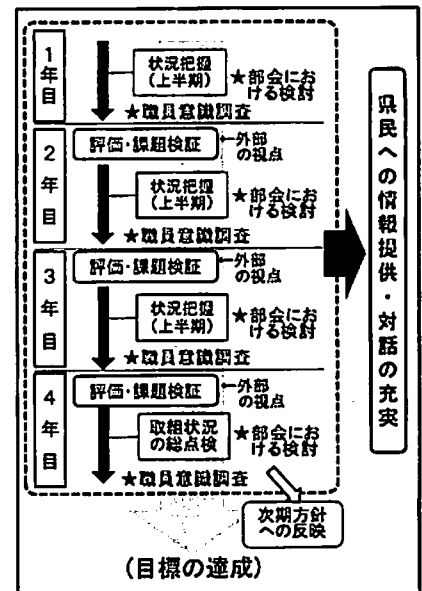 1年目
状況把握
(上半期)
★部会にお
ける検討
★職員意識調査
2年目
評価・課題検証
←外部
の視点
状況把握
(上半期)
★部会にお
ける検討
★職員意識調査
3年目
評価・課題検証
←外部
の視点
状況把握
(上半期)
★部会にお
ける検討
★職員意識調査
4年目
評価・課題検証
←外部
の視点
取組状況
の総点検
★部会にお
ける検討
★職員意識調査
次期方針
への反映
(目標の達成)
県民への情報提供・対話の充実